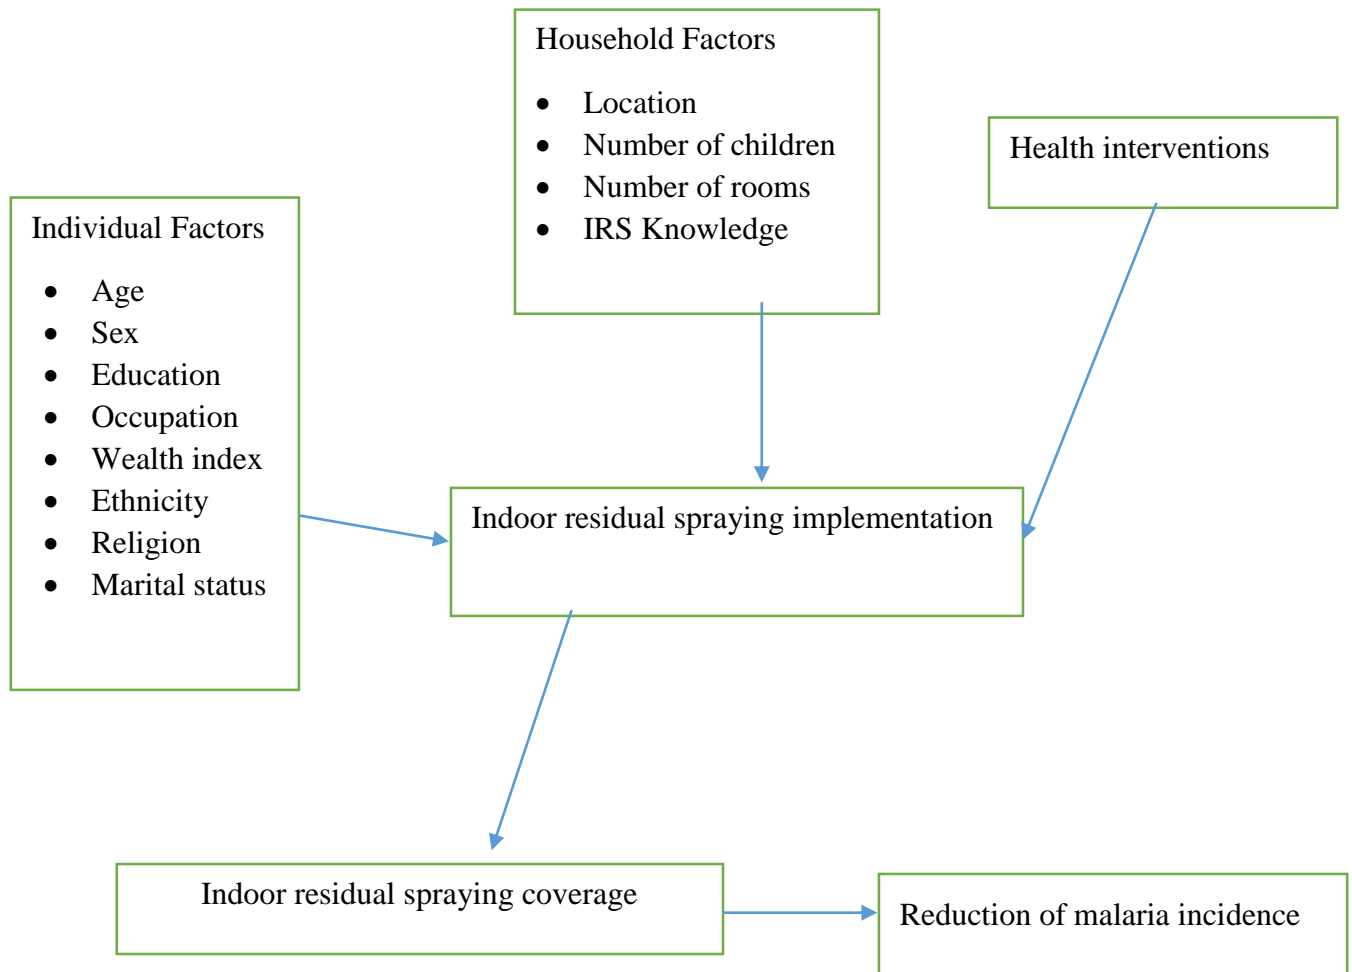 Household Factors
• Location
• Number of children
• Number of rooms
• IRS Knowledge
Health interventions
Individual Factors
• Age
• Sex
• Education
• Occupation
• Wealth index
• Ethnicity
• Religion
• Marital status
Indoor residual spraying implementation
Indoor residual spraying coverage
Reduction of malaria incidence